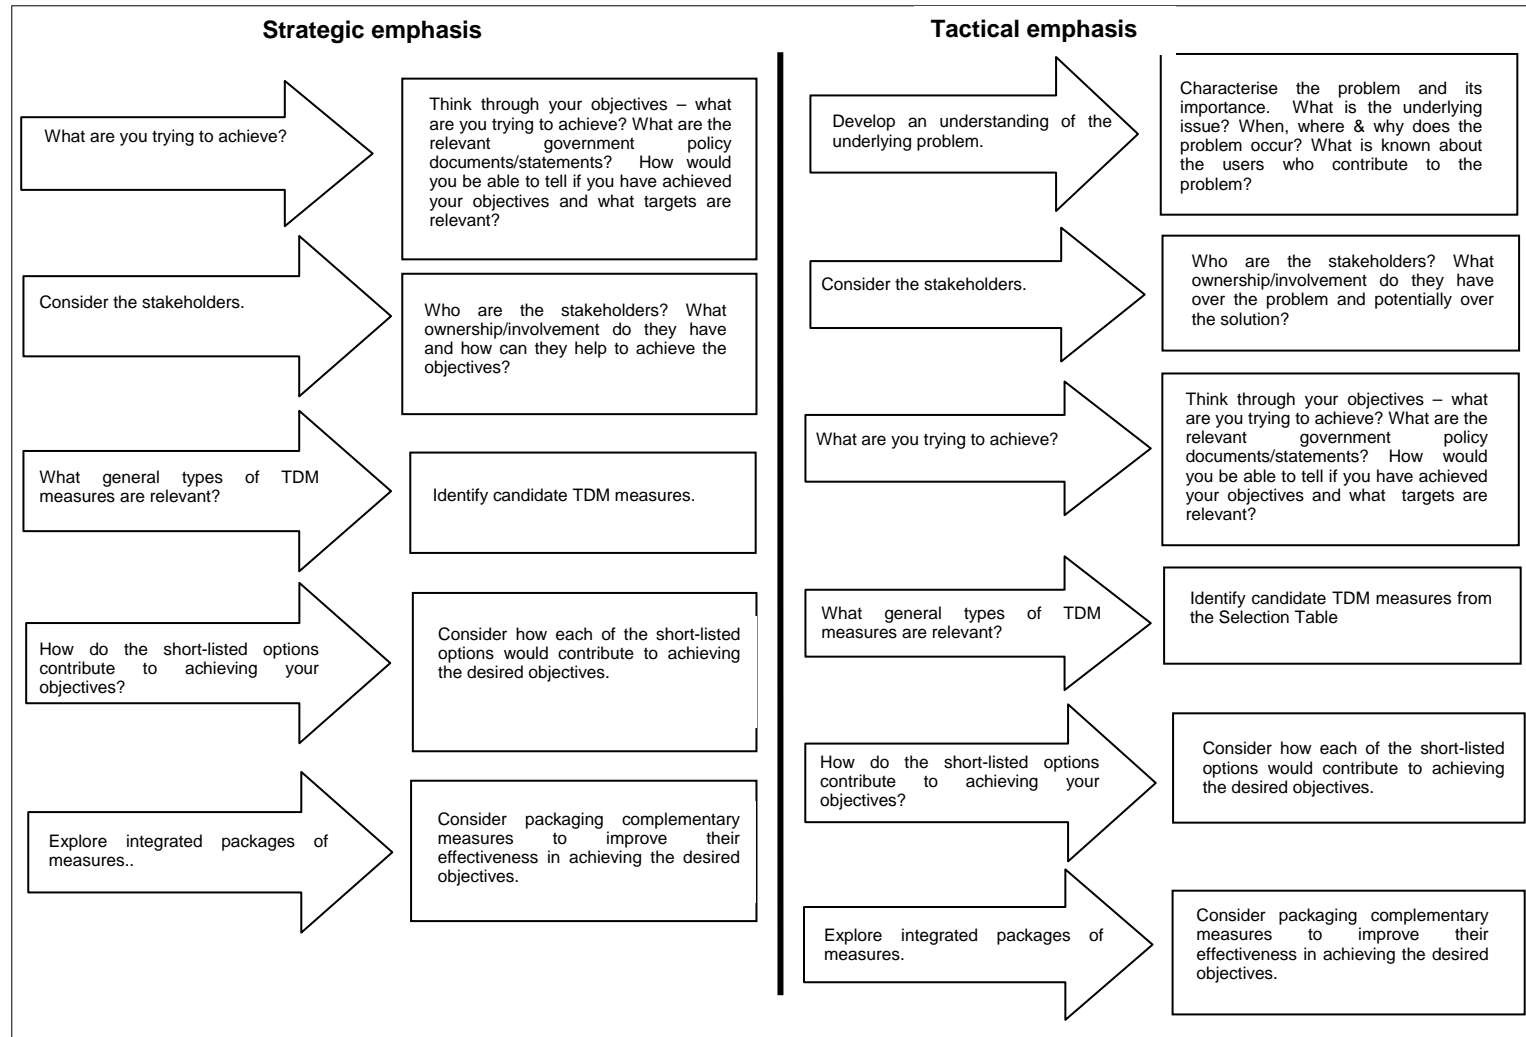 Strategic emphasis
What are you trying to achieve?
Think through your objectives – what
are you trying to achieve? What are the
relevant government policy
documents/statements? How would
you be able to tell if you have achieved
your objectives and what targets are
relevant?
Consider the stakeholders.
Who are the stakeholders? What
ownership/involvement do they have
and how can they help to achieve the
objectives?
What general types of TDM
measures are relevant?
Identify candidate TDM measures.
How do the short-listed options
contribute to achieving your
objectives?
Consider how each of the short-listed
options would contribute to achieving
the desired objectives.
Explore integrated packages of
measures..
Consider packaging complementary
measures to improve their
effectiveness in achieving the desired
objectives.
Tactical emphasis
Develop an understanding of the
underlying problem.
Characterise the problem and its
importance. What is the underlying
issue? When, where & why does the
problem occur? What is known about
the users who contribute to the
problem?
Consider the stakeholders.
Who are the stakeholders? What
ownership/involvement do they have
over the problem and potentially over
the solution?
What are you trying to achieve?
Think through your objectives – what
are you trying to achieve? What are the
relevant government policy
documents/statements? How would
you be able to tell if you have achieved
your objectives and what targets are
relevant?
What general types of TDM
measures are relevant?
Identify candidate TDM measures from
the Selection Table
How do the short-listed options
contribute to achieving your
objectives?
Consider how each of the short-listed
options would contribute to achieving
the desired objectives.
Explore integrated packages of
measures.
Consider packaging complementary
measures to improve their
effectiveness in achieving the desired
objectives.